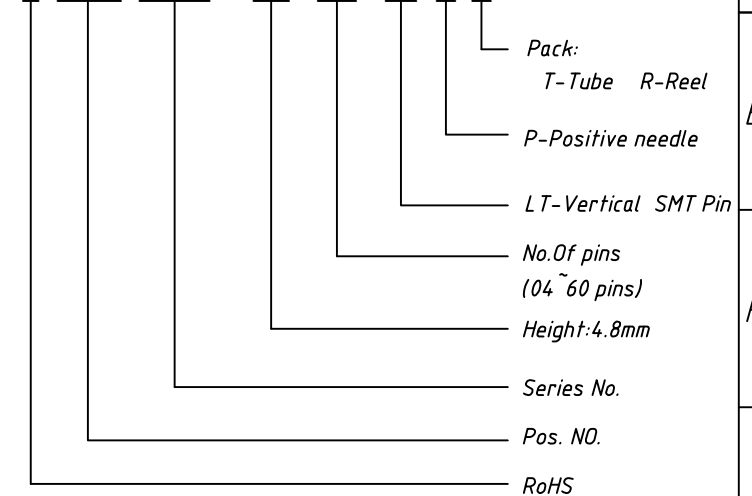 Pack:
T-Tube R-Reel
P-Positive needle
LT-Vertical SMT Pin
No.Of pins
(04~60 pins)
Height:4.8mm
Series No.
Pos. NO.
RoHS